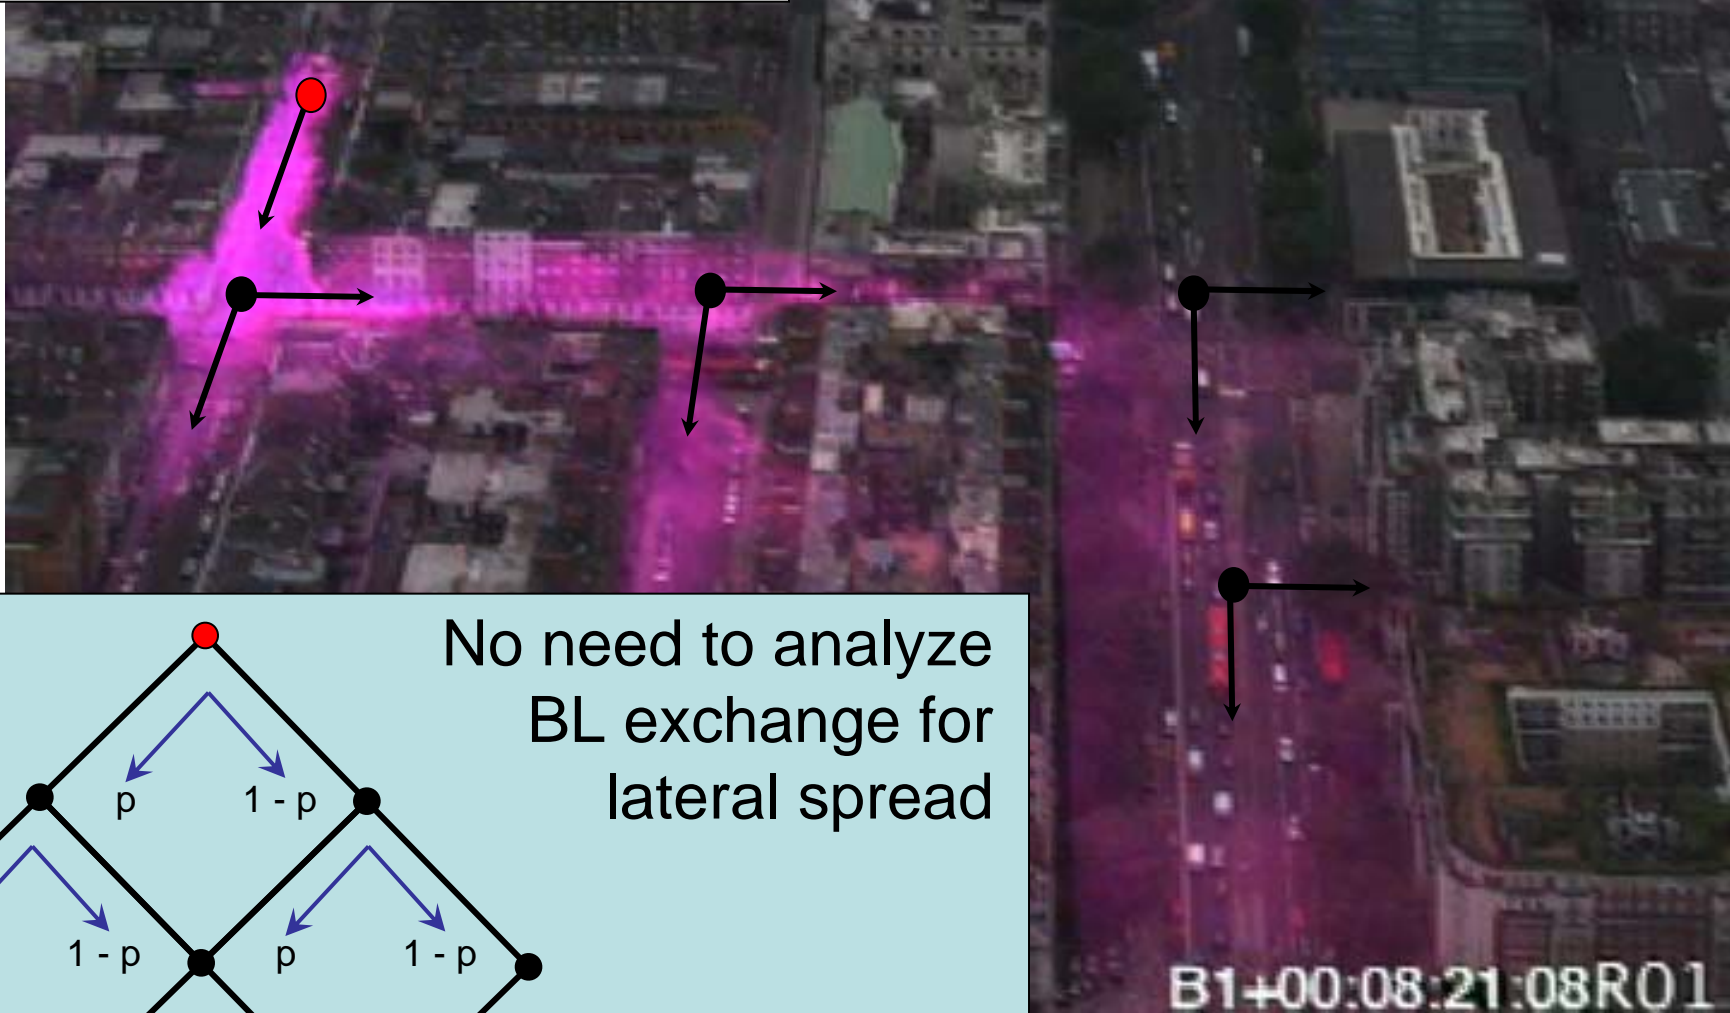 No need to analyze
BL exchange for
lateral spread
p
1 - p
1 - p
p
1 - p
B1+00:08:21:08R01